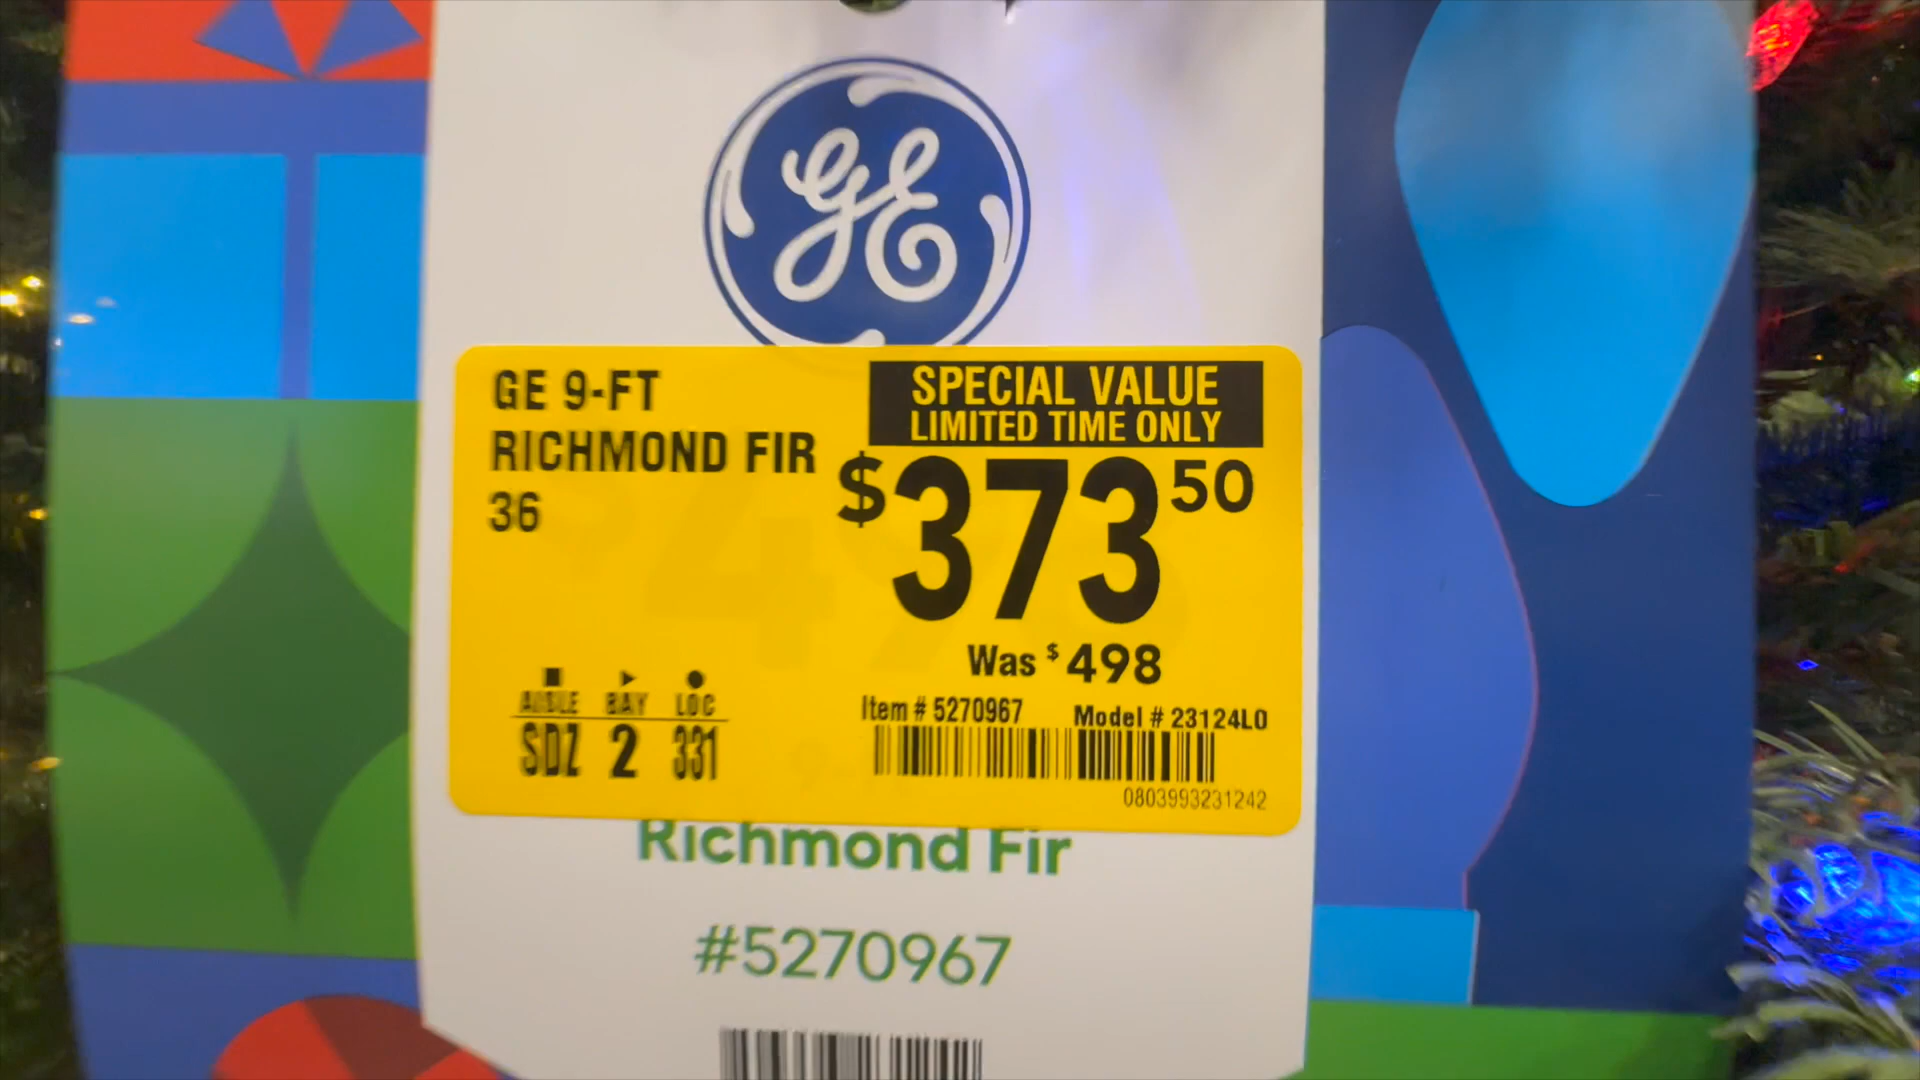 GE
GE 9-FT
RICHMOND FIR
36
SPECIAL VALUE
LIMITED TIME ONLY
$373 50
Was $498
Item # 5270967 Model # 23124LO
0803993231242
AISLE BAY LOC
SDZ 2 331
Richmond Fir
#5270967